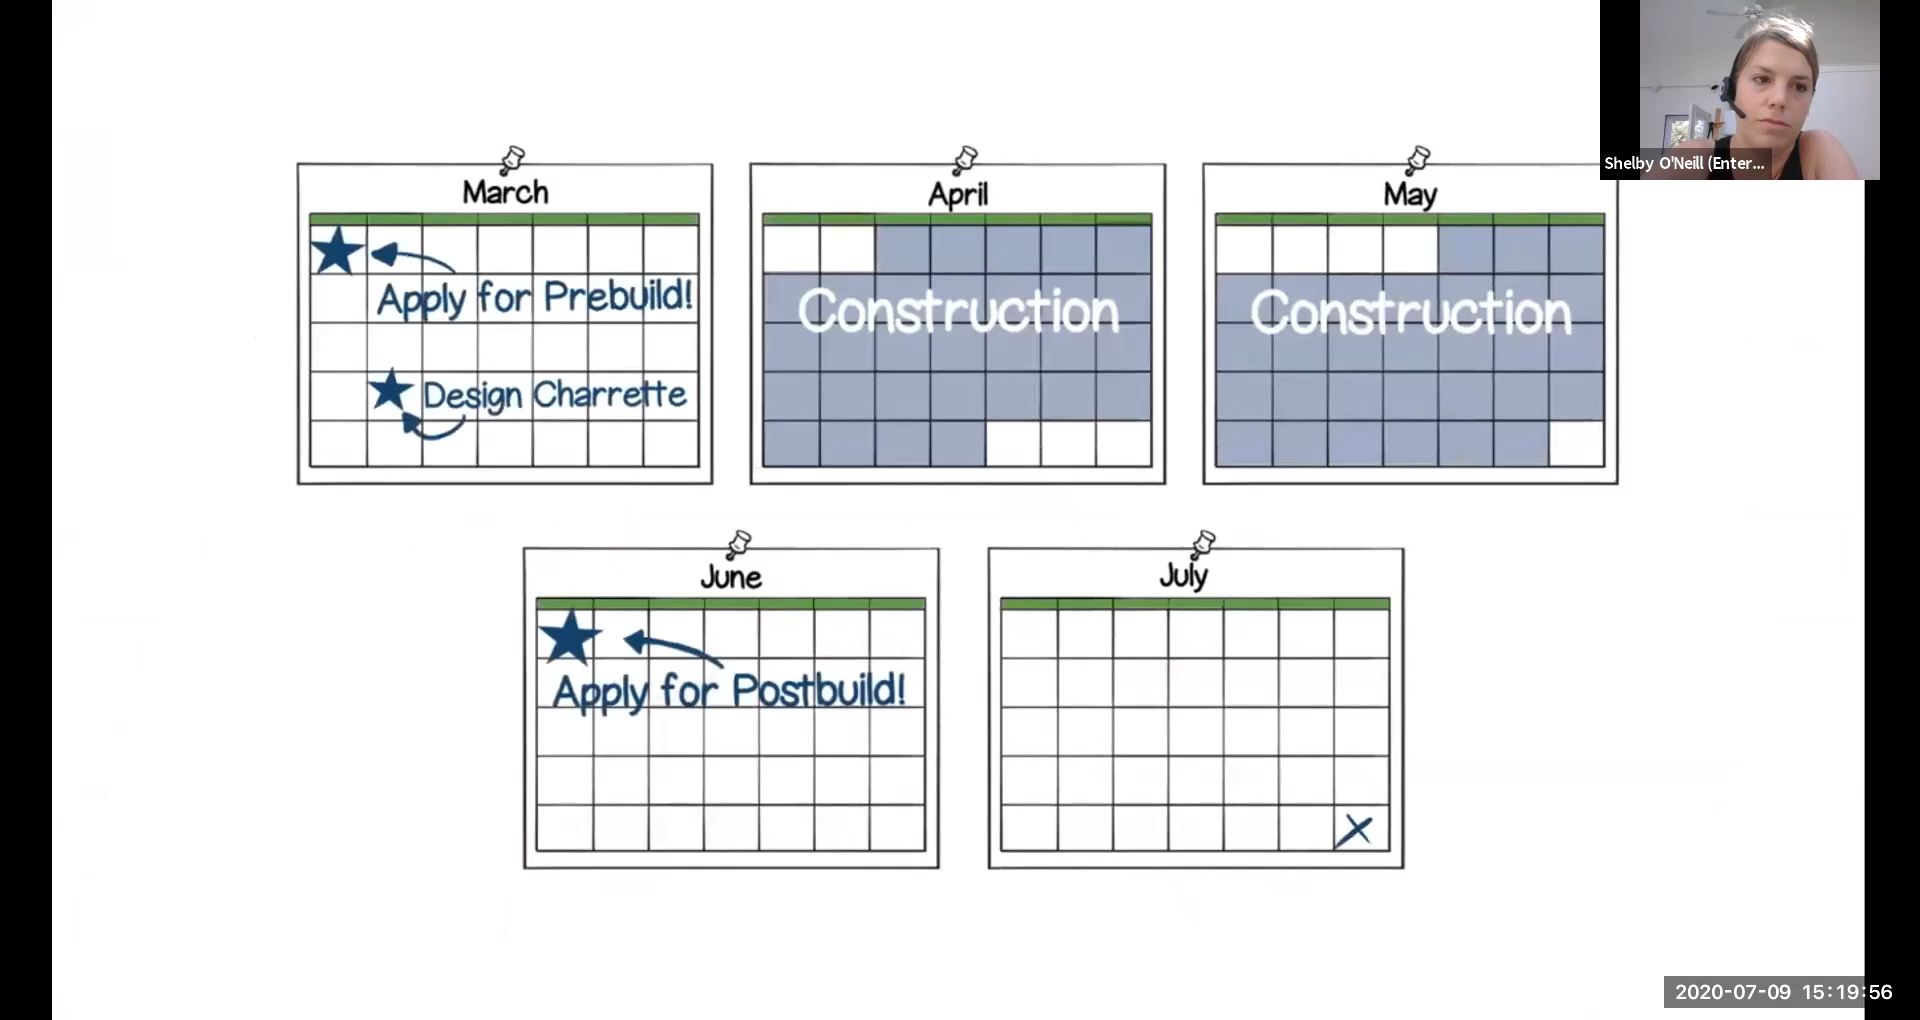 Shelby O'Neill (Enter...
March
April
May
Apply for Prebuild!
Construction
Construction
Design Charrette
June
July
Apply for Postbuild!
X
2020-07-09 15:19:56